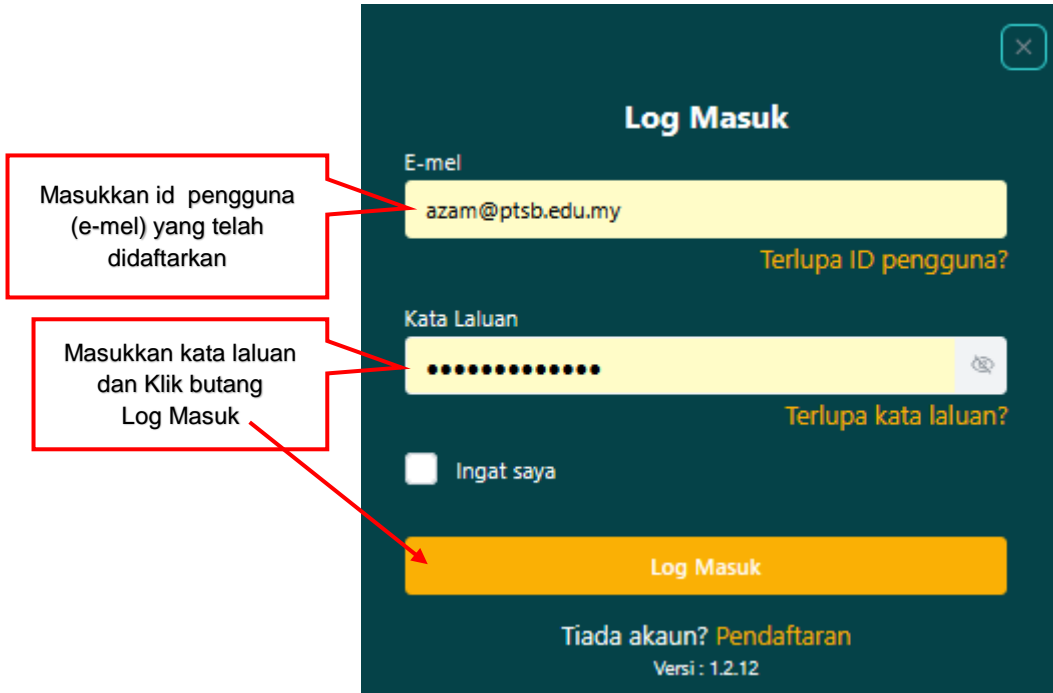 Log Masuk
E-mel
Masukkan id pengguna
(e-mel) yang telah
didaftarkan
azam@ptsb.edu.my
Terlupa ID pengguna?
Kata Laluan
Masukkan kata laluan
dan Klik butang
Log Masuk
•••••••••••••
Terlupa kata laluan?
Ingat saya
Log Masuk
Tiada akaun? Pendaftaran
Versi : 1.2.12